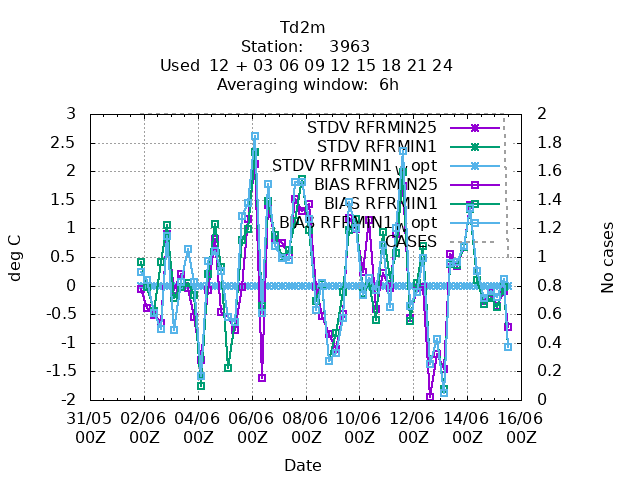 Td2m
Station: 3963
Used 12 + 03 06 09 12 15 18 21 24
Averaging window: 6h
3 2
STDV RFRMIN25
2.5 1.8
STDV RFRMIN1
2 1.6
STDV RFRMIN1_w_opt
BIAS RFRMIN25
1.5 1.4
BIAS RFRMIN1
1 1.2
BIAS RFRMIN1_w_opt
CASES
0.5 1
0 0.8
-0.5 0.6
-1 0.4
-1.5 0.2
-2 0
deg C
No cases
31/05 02/06 04/06 06/06 08/06 10/06 12/06 14/06 16/06
00Z 00Z 00Z 00Z 00Z 00Z 00Z 00Z 00Z
Date